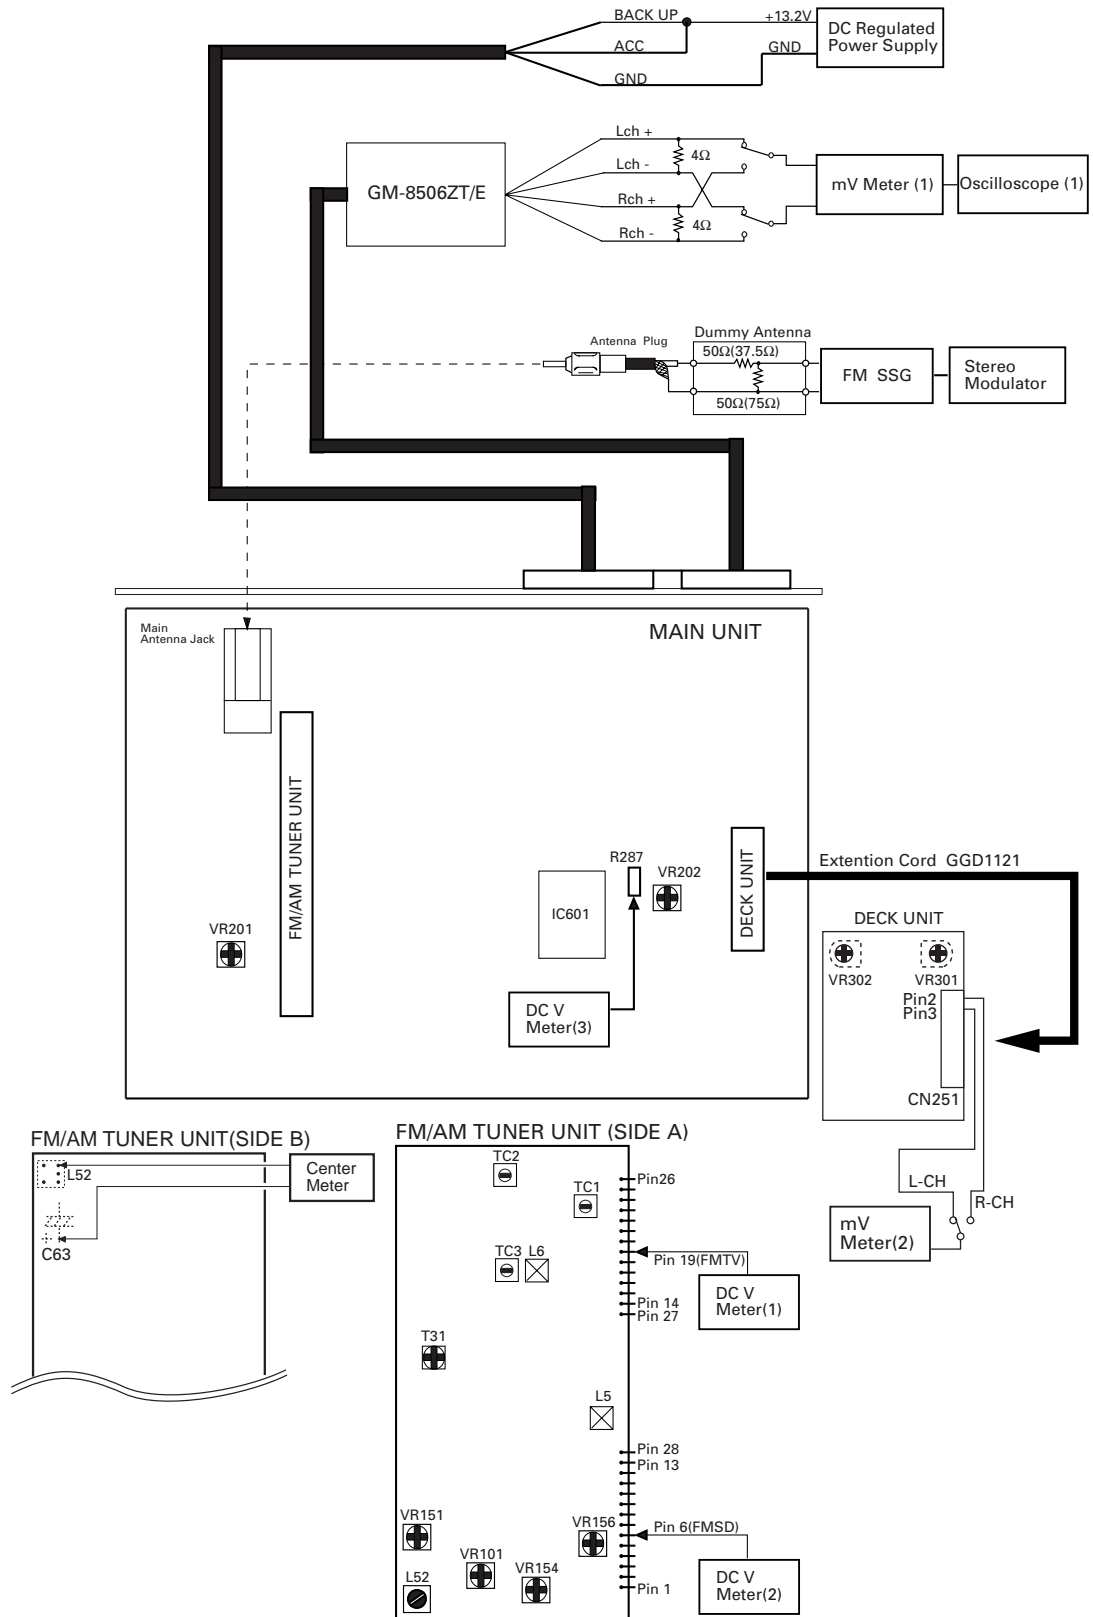 BACK UP
+13.2V
DC Regulated
Power Supply
ACC
GND
GND
GM-8506ZT/E
Lch +
4Ω
Lch -
Rch +
4Ω
Rch -
mV Meter (1)
Oscilloscope (1)
Antenna Plug
Dummy Antenna
50Ω(37.5Ω)
50Ω(75Ω)
FM SSG
Stereo
Modulator
Main
Antenna Jack
MAIN UNIT
FM/AM TUNER UNIT
VR201
IC601
R287
VR202
DECK UNIT
DC V
Meter(3)
Extention Cord GGD1121
DECK UNIT
VR302
VR301
Pin2
Pin3
CN251
L-CH
R-CH
mV
Meter(2)
FM/AM TUNER UNIT(SIDE B)
L52
C63
Center
Meter
FM/AM TUNER UNIT (SIDE A)
TC2
TC1
Pin26
TC3
L6
Pin 19(FMTV)
DC V
Meter(1)
Pin 14
Pin 27
T31
L5
Pin 28
Pin 13
VR151
VR156
Pin 6(FMSD)
VR101
VR154
L52
Pin 1
DC V
Meter(2)